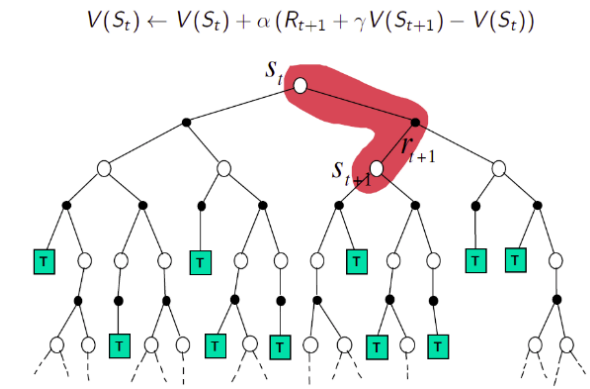 V(S_t) ← V(S_t) + α (R_{t+1} + γV(S_{t+1}) − V(S_t))
S_t
r_{t+1}
S_{t+1}
T T T T T
T T T T T